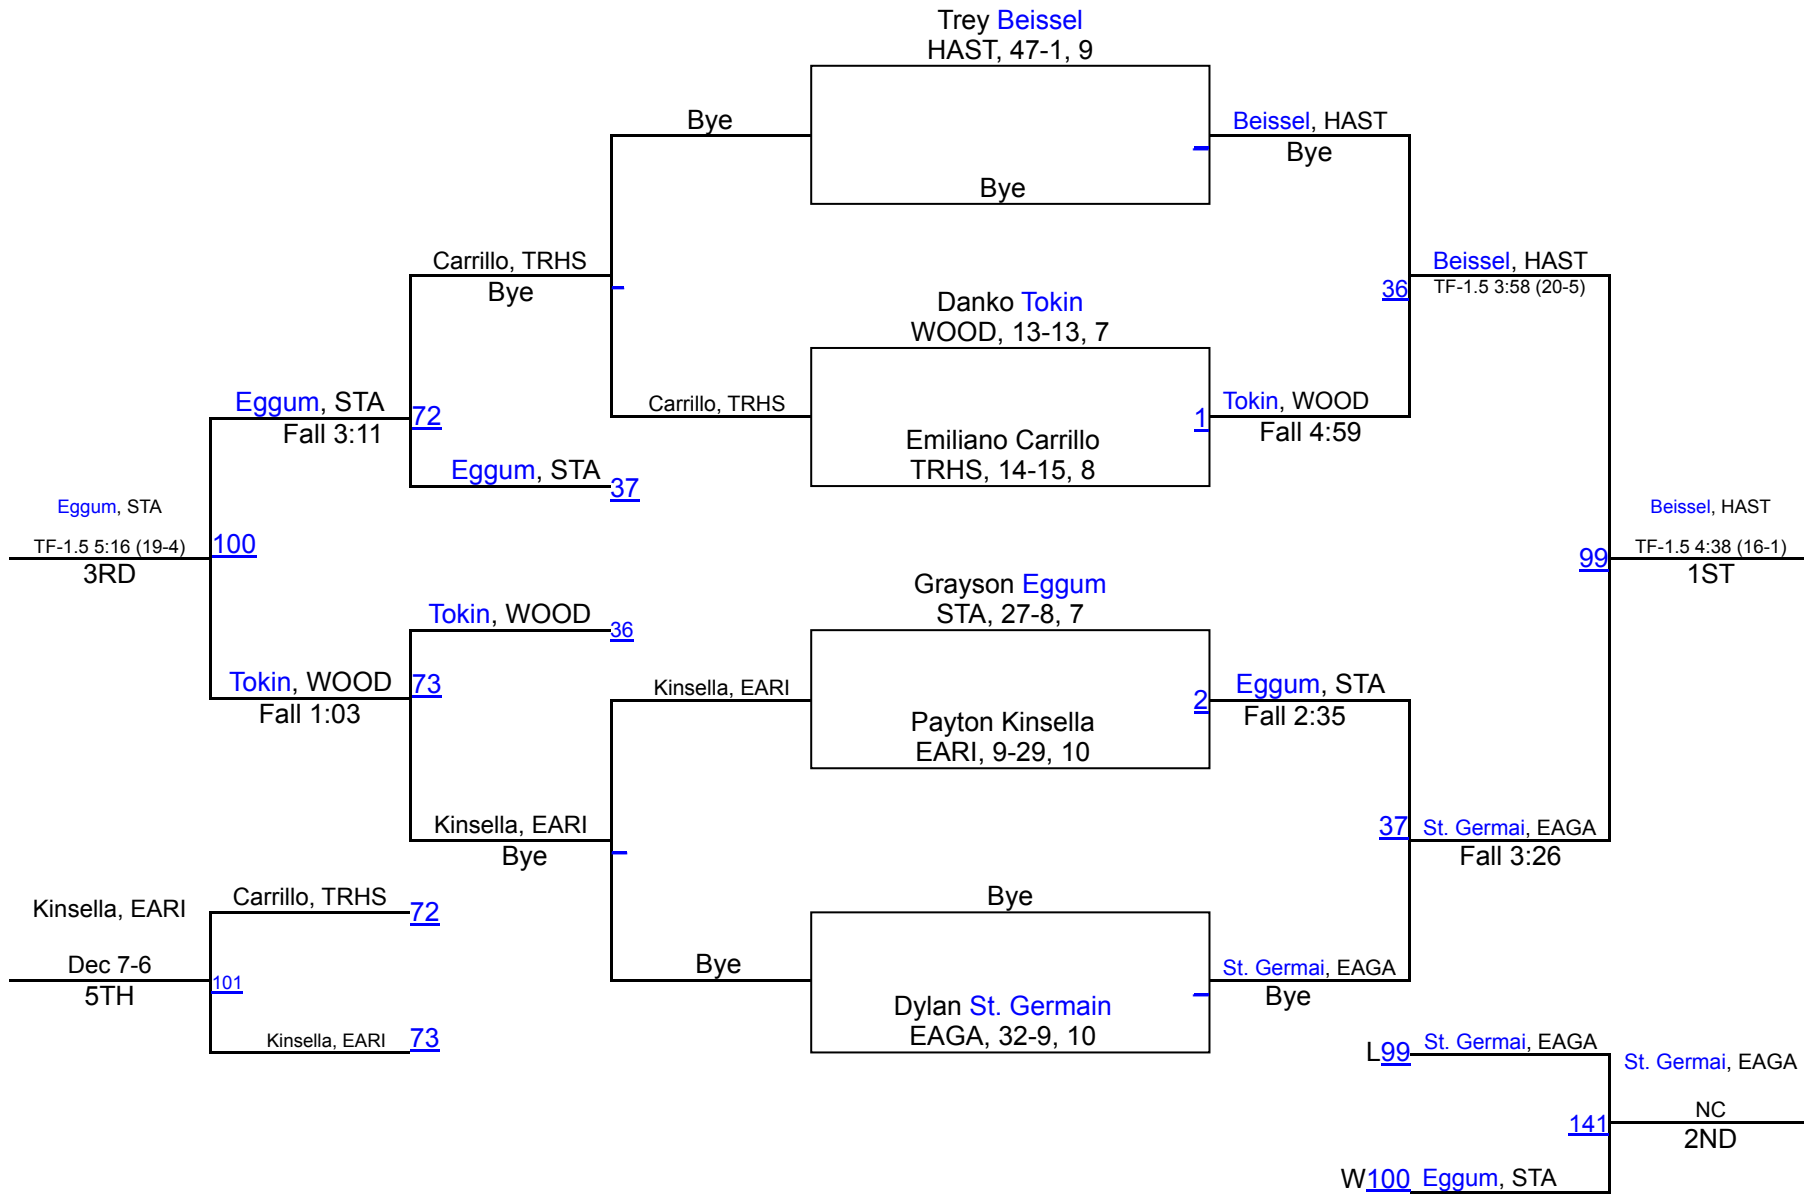 Trey Beissel
HAST, 47-1, 9
Bye
Beissel, HAST
Bye
Bye
Carrillo, TRHS
Bye
Beissel, HAST
TF-1.5 3:58 (20-5)
36
Danko Tokin
WOOD, 13-13, 7
Carrillo, TRHS
Tokin, WOOD
1
Fall 4:59
Emiliano Carrillo
TRHS, 14-15, 8
Eggum, STA
72
Fall 3:11
Eggum, STA
37
Eggum, STA
TF-1.5 5:16 (19-4)
100
3RD
Beissel, HAST
TF-1.5 4:38 (16-1)
99
1ST
Grayson Eggum
STA, 27-8, 7
Tokin, WOOD
36
Tokin, WOOD
73
Fall 1:03
Kinsella, EARI
Eggum, STA
2
Fall 2:35
Payton Kinsella
EARI, 9-29, 10
Kinsella, EARI
Bye
37
St. Germai, EAGA
Fall 3:26
Kinsella, EARI
Carrillo, TRHS
72
Dec 7-6
101
5TH
Kinsella, EARI
73
Bye
Bye
St. Germai, EAGA
Bye
Dylan St. Germain
EAGA, 32-9, 10
L99
St. Germai, EAGA
St. Germai, EAGA
NC
141
2ND
W100
Eggum, STA